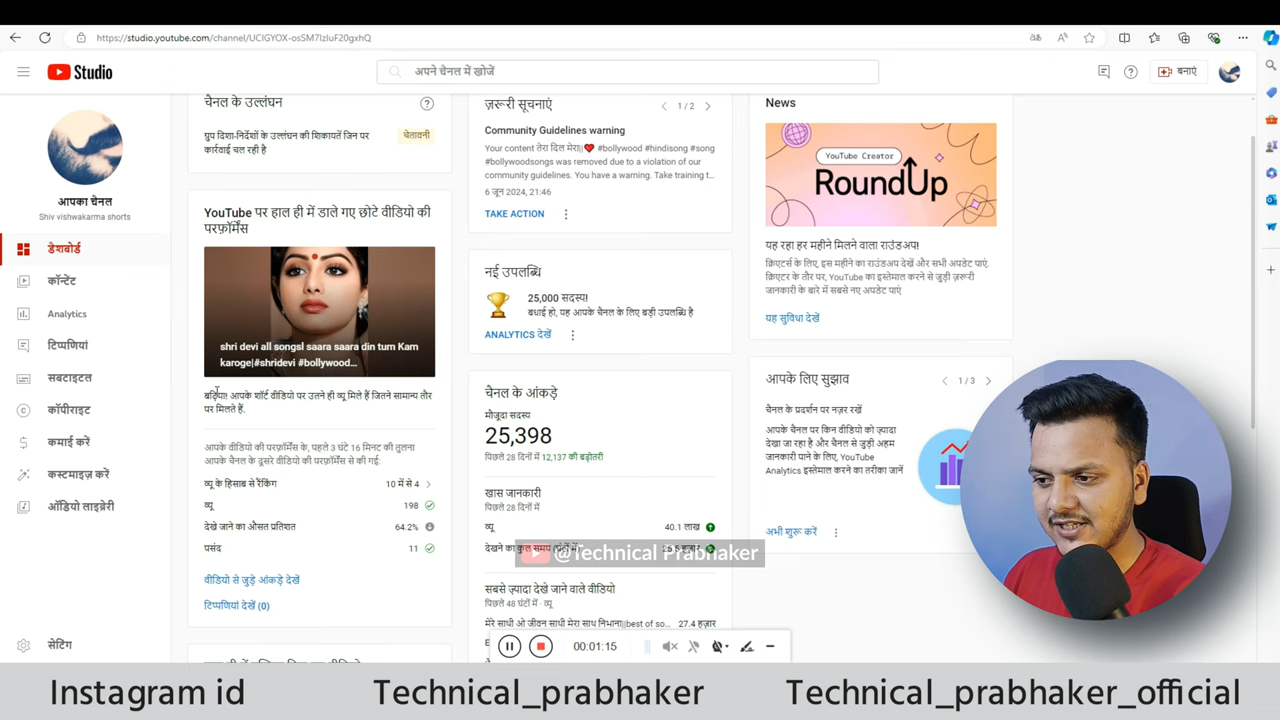 https://studio.youtube.com/channel/UCIGYOX-osSM7IzIuF20gxhQ
Studio
अपने चैनल में खोजें
बनाएं
आपका चैनल
Shiv vishwakarma shorts
डैशबोर्ड
कॉन्टेंट
Analytics
टिप्पणियां
सबटाइटल
कॉपीराइट
कमाई करें
कस्टमाइज़ करें
ऑडियो लाइब्रेरी
सेटिंग
चैनल के उल्लंघन
ग्रुप दिशा-निर्देशों के उल्लंघन की शिकायतें जिन पर
कार्रवाई चल रही है
चेतावनी
YouTube पर हाल ही में डाले गए छोटे वीडियो की
परफ़ॉर्मेंस
shri devi all songsl saara saara din tum Kam
karoge|#shridevi #bollywood...
बढ़िया! आपके शॉर्ट वीडियो पर उतने ही व्यू मिले हैं जितने सामान्य तौर
पर मिलते हैं.
आपके वीडियो की परफ़ॉर्मेंस के, पहले 3 घंटे 16 मिनट की तुलना
आपके चैनल के दूसरे वीडियो की परफ़ॉर्मेंस से की गई:
व्यू के हिसाब से रैंकिंग 10 में से 4
व्यू 198
देखे जाने का औसत प्रतिशत 64.2%
पसंद 11
वीडियो से जुड़े आंकड़े देखें
टिप्पणियां देखें (0)
ज़रूरी सूचनाएं
1 / 2
Community Guidelines warning
Your content तेरा दिल मेरा||❤️ #bollywood #hindisong #song
#bollywoodsongs was removed due to a violation of our
community guidelines. You have a warning. Take training t...
6 जून 2024, 21:46
TAKE ACTION
नई उपलब्धि
25,000 सदस्य!
बधाई हो, यह आपके चैनल के लिए बड़ी उपलब्धि है
ANALYTICS देखें
चैनल के आंकड़े
मौजूदा सदस्य
25,398
पिछले 28 दिनों में 12,137 की बढ़ोतरी
खास जानकारी
पिछले 28 दिनों में
व्यू 40.1 लाख
देखने का कुल समय
@Technical Prabhaker
सबसे ज़्यादा देखे जाने वाले वीडियो
पिछले 48 घंटों में · व्यू
मेरे साथी ओ जीवन साथी मेरा साथ निभाना||best of so... 27.4 हज़ार
00:01:15
News
YouTube Creator
RoundUp
यह रहा हर महीने मिलने वाला राउंडअप!
क्रिएटर्स के लिए, इस महीने का राउंडअप देखें और सभी अपडेट पाएं.
क्रिएटर के तौर पर, YouTube का इस्तेमाल करने से जुड़ी ज़रूरी
जानकारी के बारे में सबसे नए अपडेट पाएं
यह सुविधा देखें
आपके लिए सुझाव
1 / 3
चैनल के प्रदर्शन पर नज़र रखें
आपके चैनल पर किन वीडियो को ज़्यादा
देखा जा रहा है और चैनल से जुड़ी अहम
जानकारी पाने के लिए, YouTube
Analytics इस्तेमाल करने का तरीका जानें
अभी शुरू करें
Instagram id Technical_prabhaker Technical_prabhaker_official